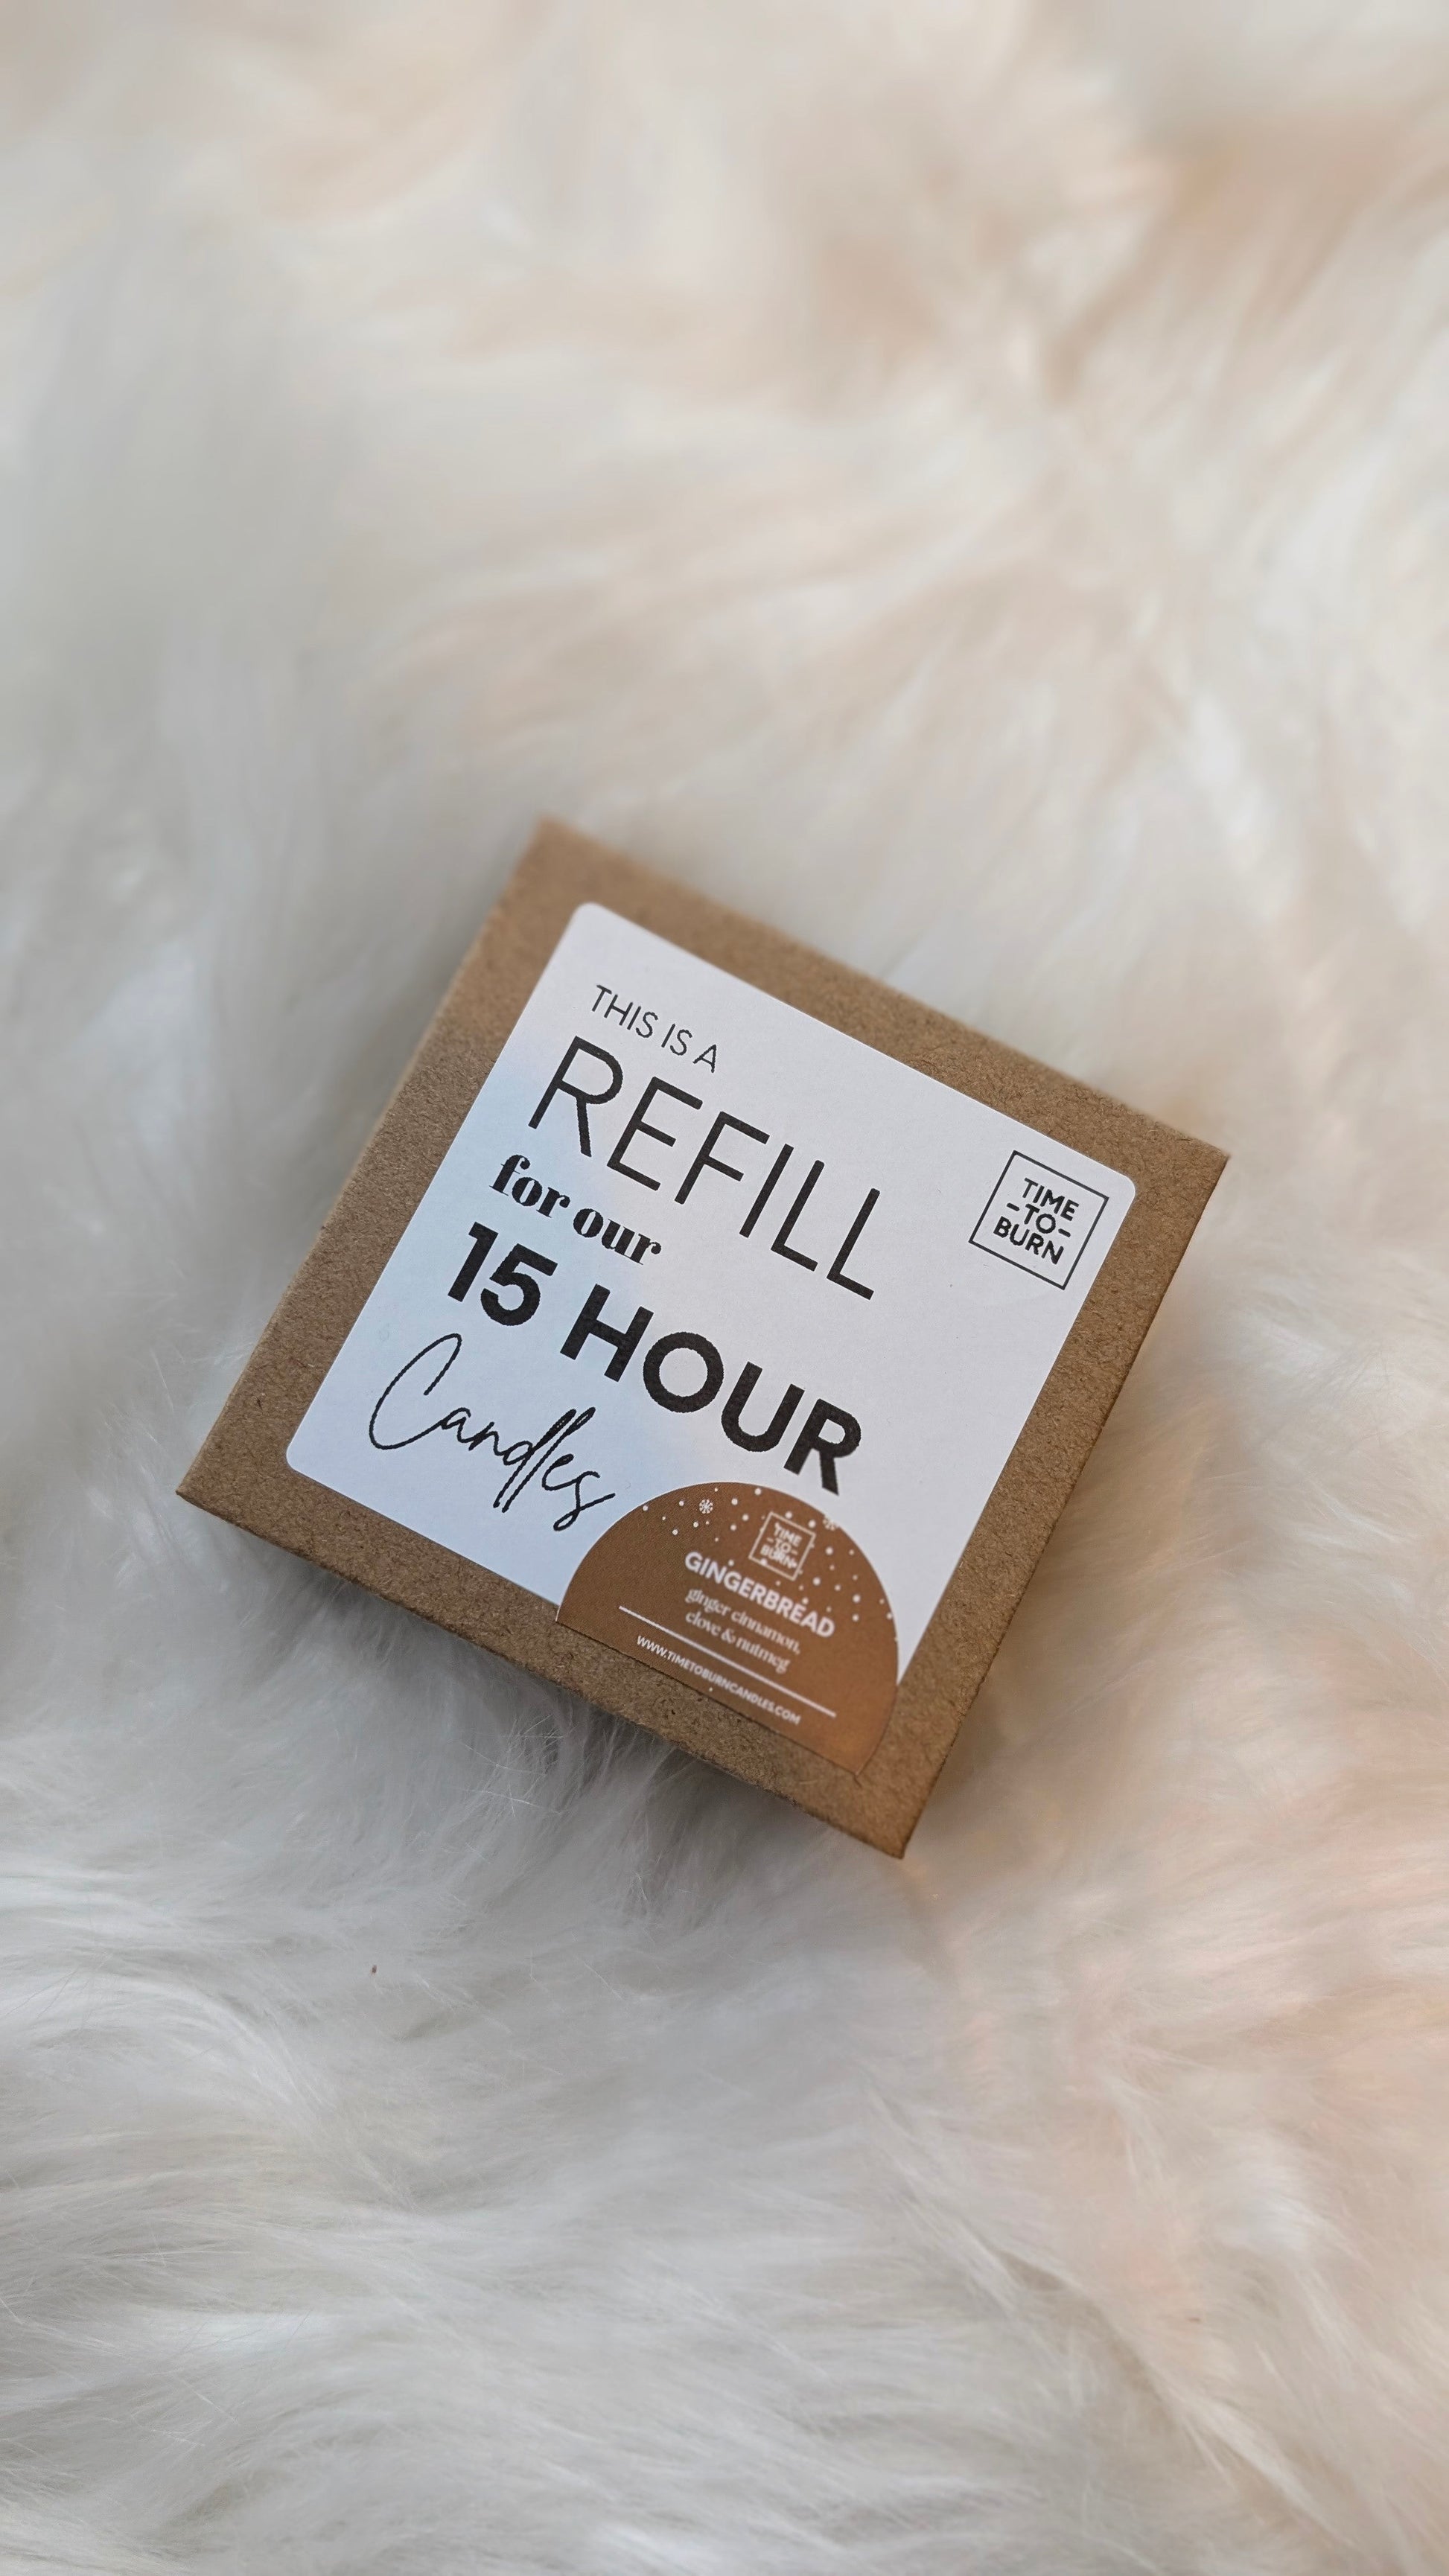 THIS IS A
REFILL
for our
15 HOUR
Candles
TIME
-TO-
BURN
TIME
-TO-
BURN
GINGERBREAD
ginger cinnamon,
clove & nutmeg
WWW.TIMETOBURNCANDLES.COM